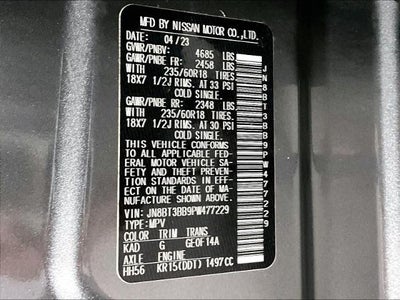 MFD BY NISSAN MOTOR CO.,LTD.
DATE: 04/23
GVWR/PNBV: 4685 LBS
GAWR/PNBE FR: 2458 LBS
WITH 235/60R18 TIRES,
18X7 1/2J RIMS, AT 33 PSI
COLD SINGLE.
GAWR/PNBE RR: 2348 LBS
WITH 235/60R18 TIRES,
18X7 1/2J RIMS, AT 30 PSI
COLD SINGLE.
THIS VEHICLE CONFORMS
TO ALL APPLICABLE FED-
ERAL MOTOR VEHICLE SA-
FETY AND THEFT PREVEN-
TION STANDARDS IN EFF-
ECT ON THE DATE OF MA-
NUFACTURE SHOWN ABOVE.
VIN: JN8BT3BB9PW477229
TYPE: MPV
COLOR TRIM TRANS
KAD G GE0F14A
AXLE ENGINE
HH56 KR15(DDT) 1497CC
JN8BT3BB9PW477229